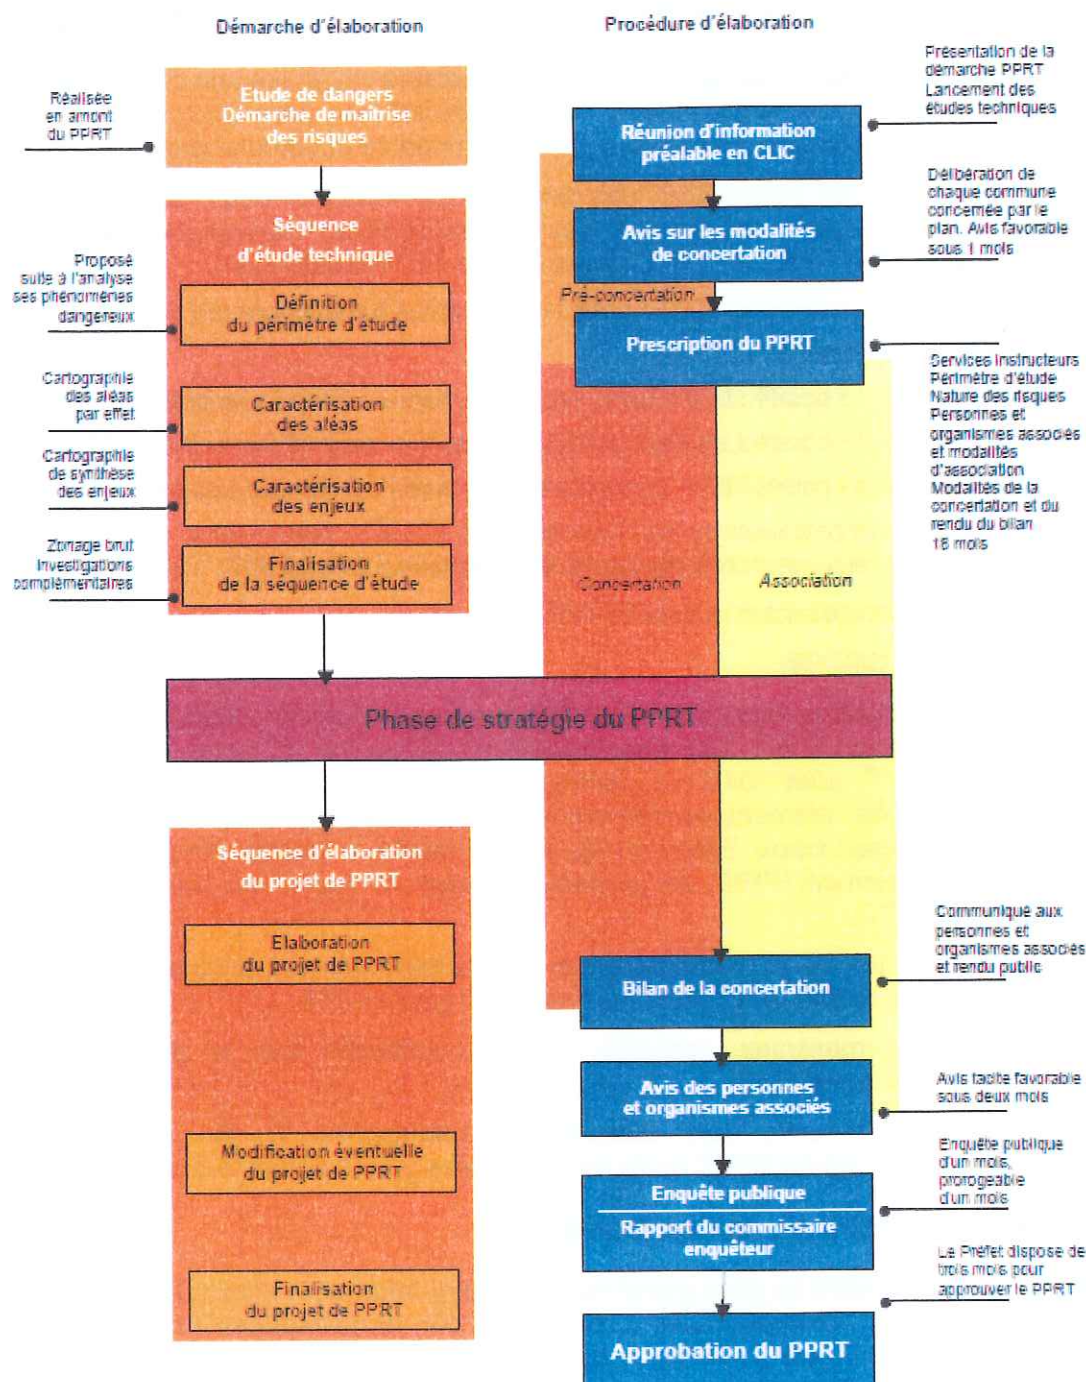 Démarche d'élaboration
Procédure d'élaboration
Réalisée
en amont
du PPRT
Etude de dangers
Démarche de maîtrise
des risques
Séquence
d'étude technique
Proposé
suite à l'analyse
ses phénomènes
dangereux
Définition
du périmètre d'étude
Cartographie
des aléas
par effet
Caractérisation
des aléas
Cartographie
de synthèse
des enjeux
Caractérisation
des enjeux
Zonage brut
Investigations
complémentaires
Finalisation
de la séquence d'étude
Réunion d'information
préalable en CLIC
Présentation de la
démarche PPRT
Lancement des
études techniques
Avis sur les modalités
de concertation
Délibération de
chaque commune
concernée par le
plan. Avis favorable
sous 1 mois
Pré-concertation
Prescription du PPRT
Services instructeurs
Périmètre d'étude
Nature des risques
Personnes et
organismes associés
et modalités
d'association
Modalités de la
concertation et du
rendu du bilan
18 mois
Concertation
Association
Phase de stratégie du PPRT
Séquence d'élaboration
du projet de PPRT
Elaboration
du projet de PPRT
Modification éventuelle
du projet de PPRT
Finalisation
du projet de PPRT
Bilan de la concertation
Communiqué aux
personnes et
organismes associés
et rendu public
Avis des personnes
et organismes associés
Avis tacite favorable
sous deux mois
Enquête publique
Rapport du commissaire
enquêteur
Enquête publique
d'un mois,
prorogeable
d'un mois
Le Préfet dispose de
trois mois pour
approuver le PPRT
Approbation du PPRT